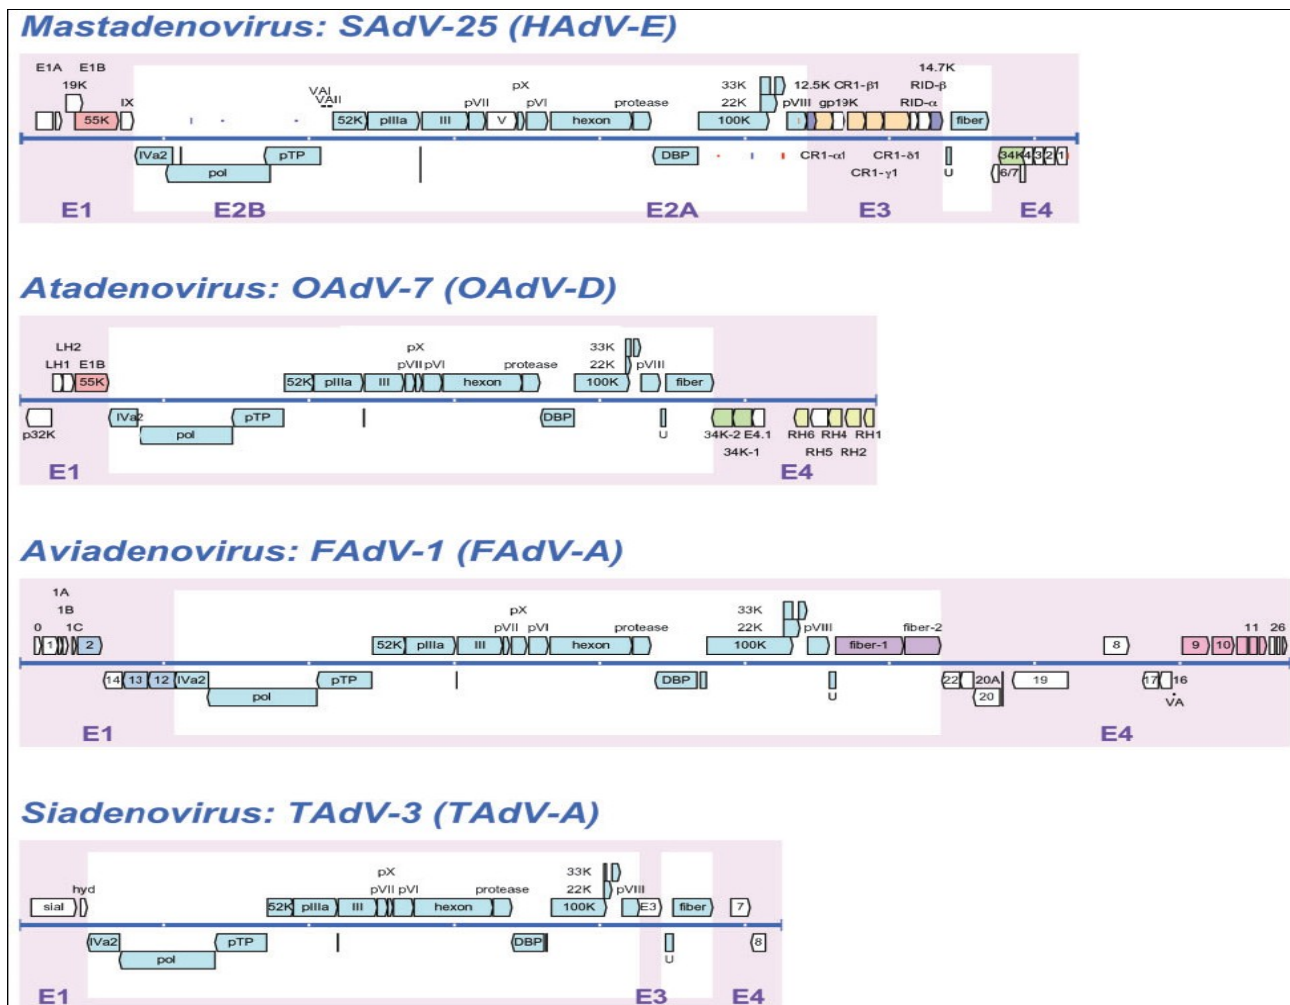 Mastadenovirus: SAdV-25 (HAdV-E)
E1A E1B 14.7K
19K VAI pX 33K 12.5K CR1-β1 RID-β
IX VAII pVII pVI protease 22K pVIII gp19K RID-α
55K 52K pIIIa III V hexon 100K fiber
IVa2 pTP DBP CR1-α1 CR1-δ1 34K 4 3 2 1
pol CR1-γ1 U 6/7
E1 E2B E2A E3 E4
Atadenovirus: OAdV-7 (OAdV-D)
LH2 pX 33K
LH1 E1B pVII pVI protease 22K pVIII
55K 52K pIIIa III hexon 100K fiber
p32K IVa2 pTP DBP U 34K-2 E4.1 RH6 RH4 RH1
pol 34K-1 RH5 RH2
E1 E4
Aviadenovirus: FAdV-1 (FAdV-A)
1A
1B pX 33K
0 1C pVII pVI protease 22K pVIII fiber-2 11 26
1 2 52K pIIIa III hexon 100K fiber-1 8 9 10
14 13 12 IVa2 pTP DBP 22 20A 19 17 16
pol U 20 VA
E1 E4
Siadenovirus: TAdV-3 (TAdV-A)
pX 33K
hyd pVII pVI protease 22K pVIII
sial 52K pIIIa III hexon 100K E3 fiber 7
IVa2 pTP DBP 8
pol U
E1 E3 E4